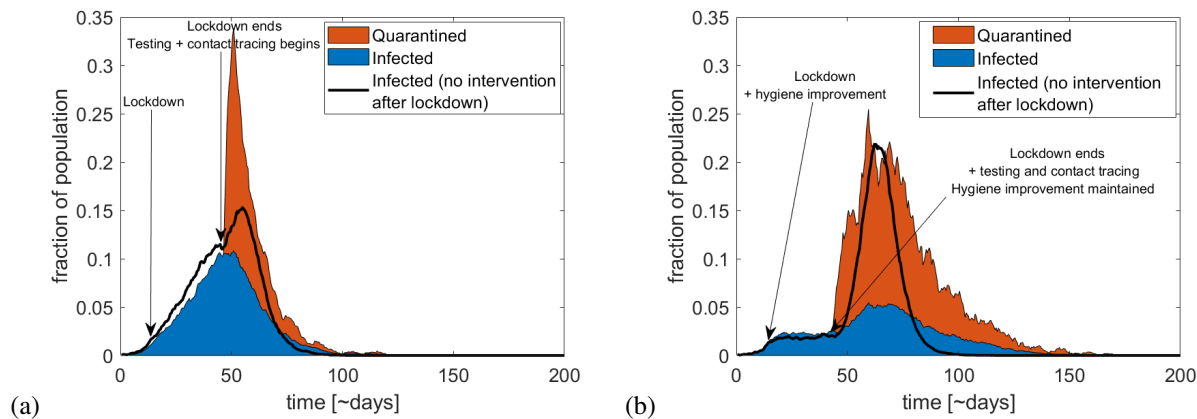 Lockdown ends
Testing + contact tracing begins
Lockdown
Quarantined
Infected
Infected (no intervention
after lockdown)
0.35
0.3
0.25
0.2
0.15
0.1
0.05
0
fraction of population
0 50 100 150 200
time [~days]
(a)
Lockdown
+ hygiene improvement
Quarantined
Infected
Infected (no intervention
after lockdown)
Lockdown ends
+ testing and contact tracing
Hygiene improvement maintained
0.35
0.3
0.25
0.2
0.15
0.1
0.05
0
fraction of population
0 50 100 150 200
time [~days]
(b)